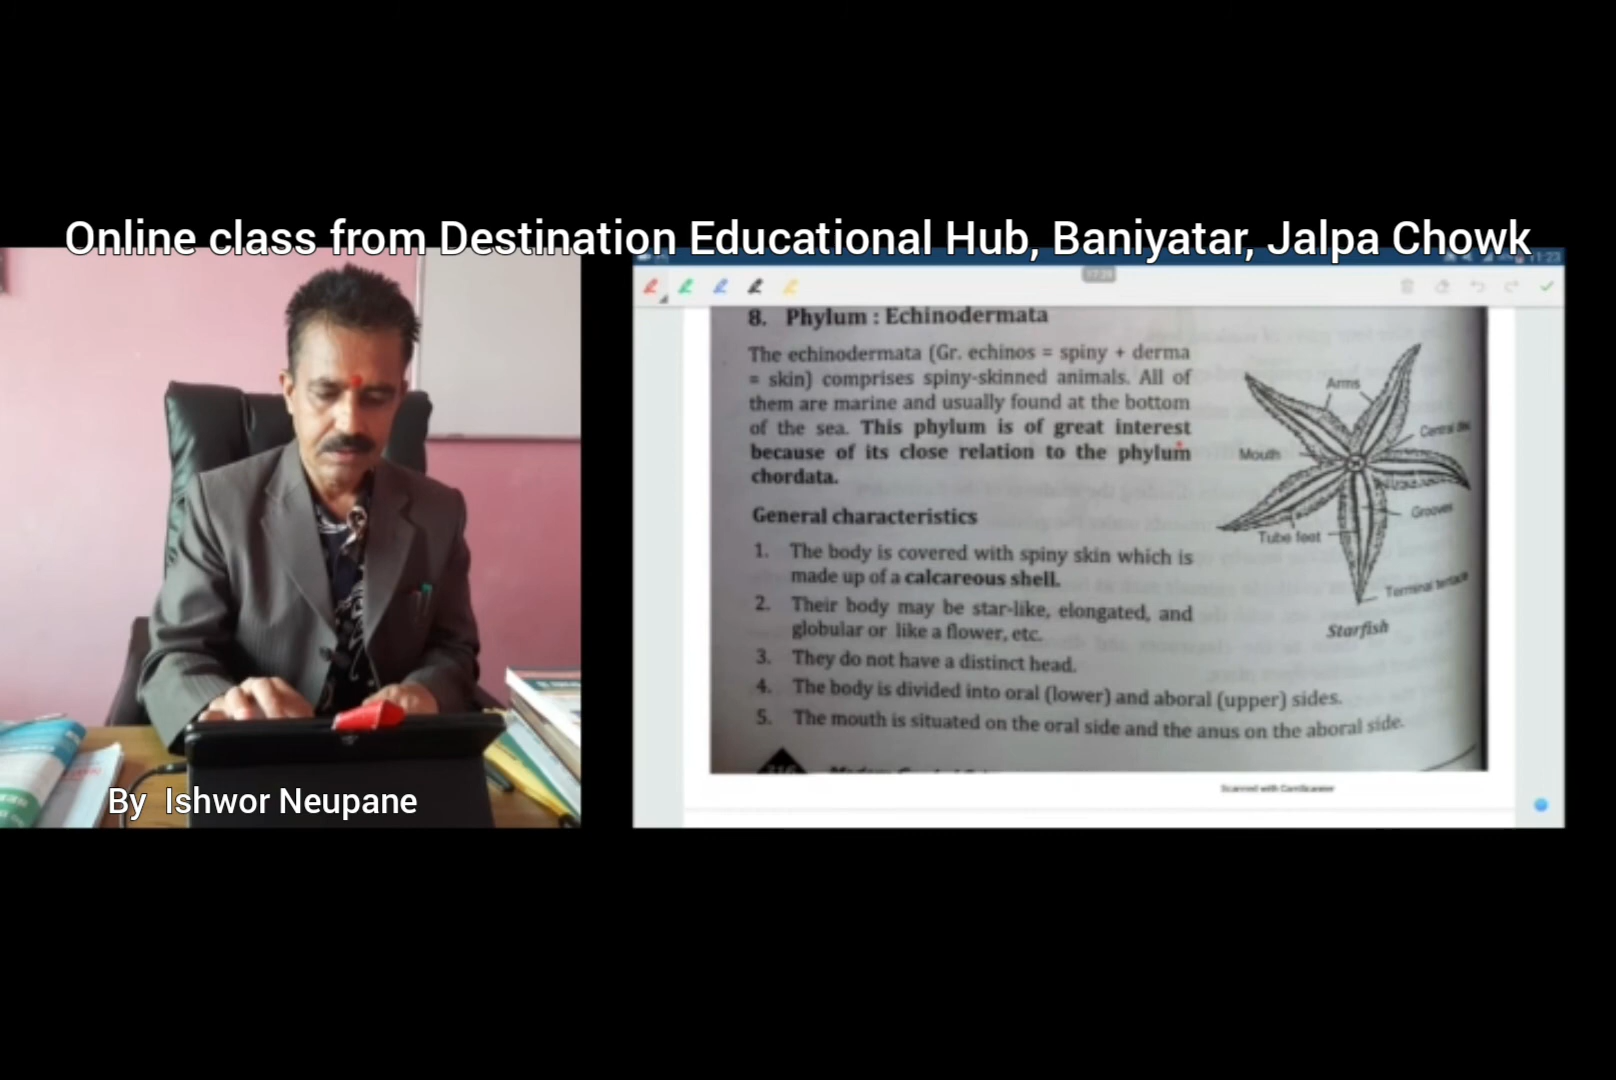 Online class from Destination Educational Hub, Baniyatar, Jalpa Chowk
By Ishwor Neupane
8. Phylum : Echinodermata
The echinodermata (Gr. echinos = spiny + derma
= skin) comprises spiny-skinned animals. All of
them are marine and usually found at the bottom
of the sea. This phylum is of great interest
because of its close relation to the phylum
chordata.
General characteristics
1. The body is covered with spiny skin which is
made up of a calcareous shell.
2. Their body may be star-like, elongated, and
globular or like a flower, etc.
3. They do not have a distinct head.
4. The body is divided into oral (lower) and aboral (upper) sides.
5. The mouth is situated on the oral side and the anus on the aboral side.
Arms
Central
Mouth
Grooves
Tube feet
Terminal
Starfish
Scanned with CamScanner